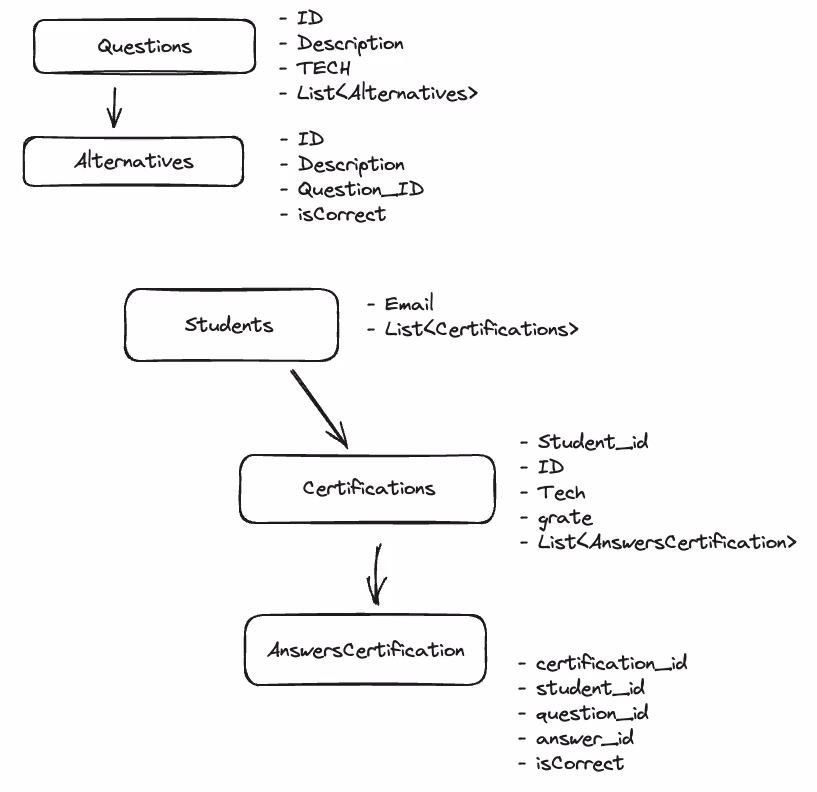 Questions
- ID
- Description
- TECH
- List<Alternatives>
Alternatives
- ID
- Description
- Question_ID
- isCorrect
Students
- Email
- List<Certifications>
Certifications
- Student_id
- ID
- Tech
- grate
- List<AnswersCertification>
AnswersCertification
- certification_id
- student_id
- question_id
- answer_id
- isCorrect